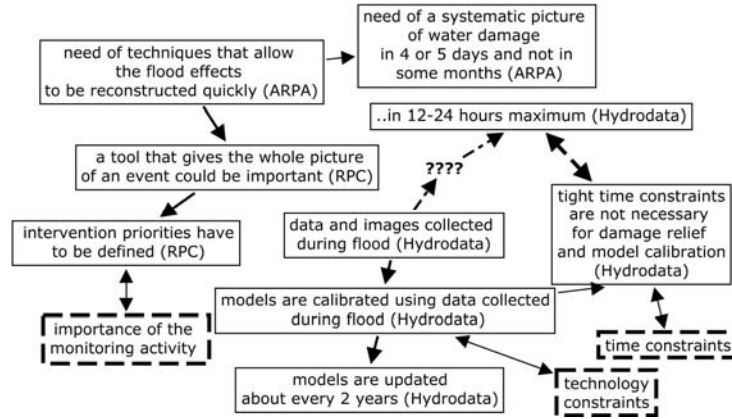 need of techniques that allow
the flood effects
to be reconstructed quickly (ARPA)
need of a systematic picture
of water damage
in 4 or 5 days and not in
some months (ARPA)
..in 12-24 hours maximum (Hydrodata)
a tool that gives the whole picture
of an event could be important (RPC)
????
tight time constraints
are not necessary
for damage relief
and model calibration
(Hydrodata)
intervention priorities have
to be defined (RPC)
data and images collected
during flood (Hydrodata)
models are calibrated using data collected
during flood (Hydrodata)
importance of the
monitoring activity
time constraints
models are updated
about every 2 years (Hydrodata)
technology
constraints